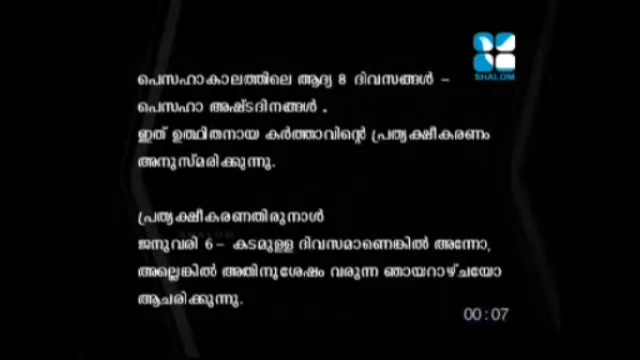 SHALOM
പെസഹാകാലത്തിലെ ആദ്യ 8 ദിവസങ്ങൾ –
പെസഹാ അഷ്ടദിനങ്ങൾ .
ഇത് ഉത്ഥിതനായ കർത്താവിന്റെ പ്രത്യക്ഷീകരണം
അനുസ്മരിക്കുന്നു.
പ്രത്യക്ഷീകരണതിരുനാൾ
ജനുവരി 6 – കടമുള്ള ദിവസമാണെങ്കിൽ അന്നോ,
അല്ലെങ്കിൽ അതിനുശേഷം വരുന്ന ഞായറാഴ്ചയോ
ആചരിക്കുന്നു.
00:07